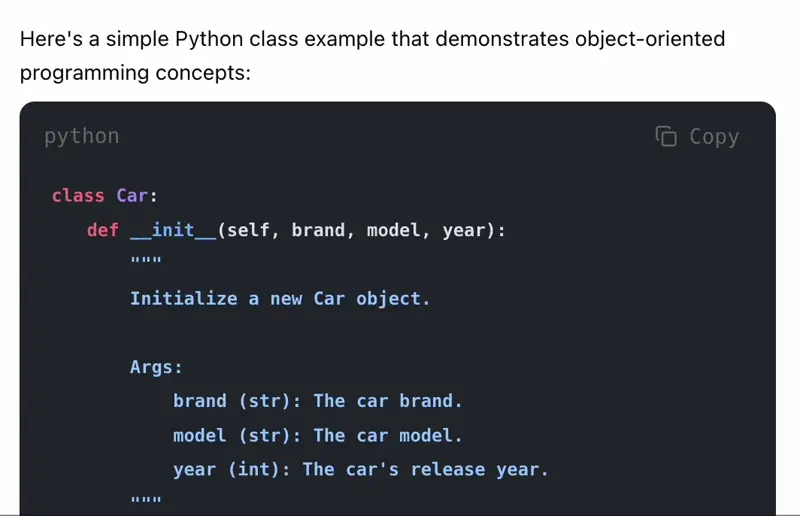 Here's a simple Python class example that demonstrates object-oriented
programming concepts:
python
Copy
class Car:
    def __init__(self, brand, model, year):
        """
        Initialize a new Car object.

        Args:
            brand (str): The car brand.
            model (str): The car model.
            year (int): The car's release year.
        """